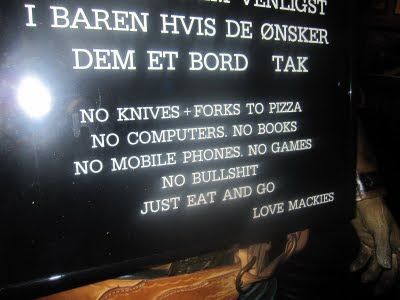 VENLIGST
I BAREN HVIS DE ØNSKER
DEM ET BORD TAK
NO KNIVES + FORKS TO PIZZA
NO COMPUTERS. NO BOOKS
NO MOBILE PHONES. NO GAMES
NO BULLSHIT
JUST EAT AND GO
LOVE MACKIES